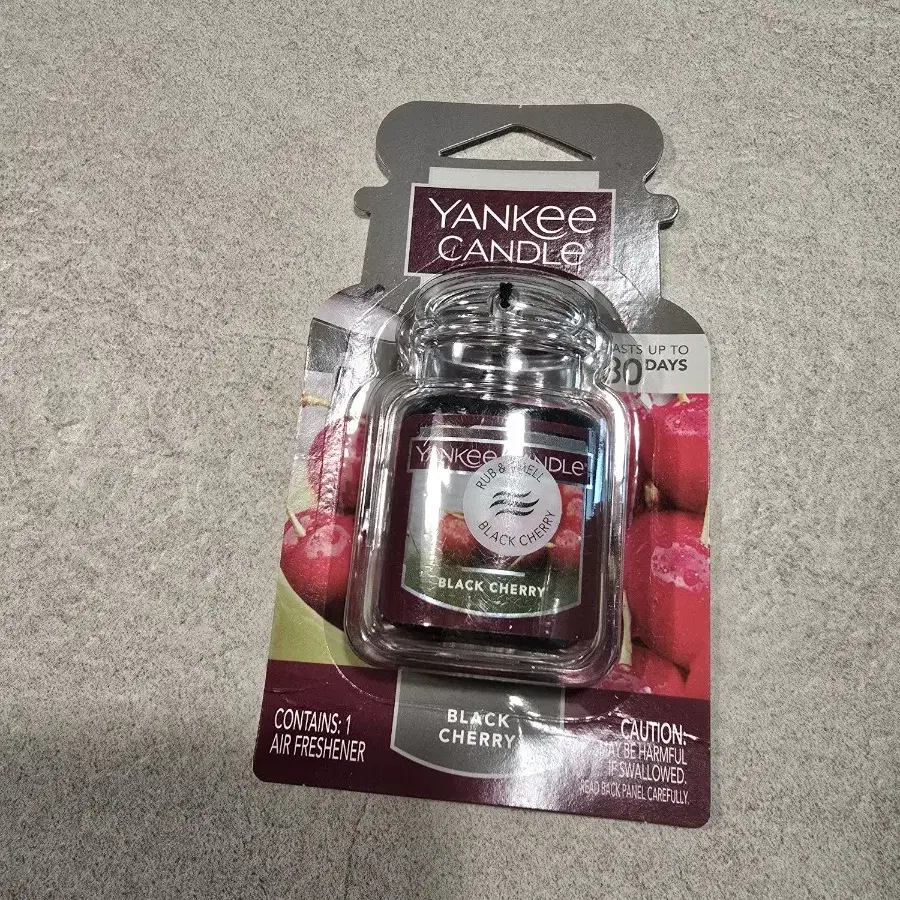 YANKEE
CANDLE
LASTS UP TO
30 DAYS
YANKEE CANDLE
RUB & SMELL
BLACK CHERRY
BLACK CHERRY
BLACK
CHERRY
CONTAINS: 1
AIR FRESHENER
CAUTION:
MAY BE HARMFUL
IF SWALLOWED.
READ BACK PANEL CAREFULLY.